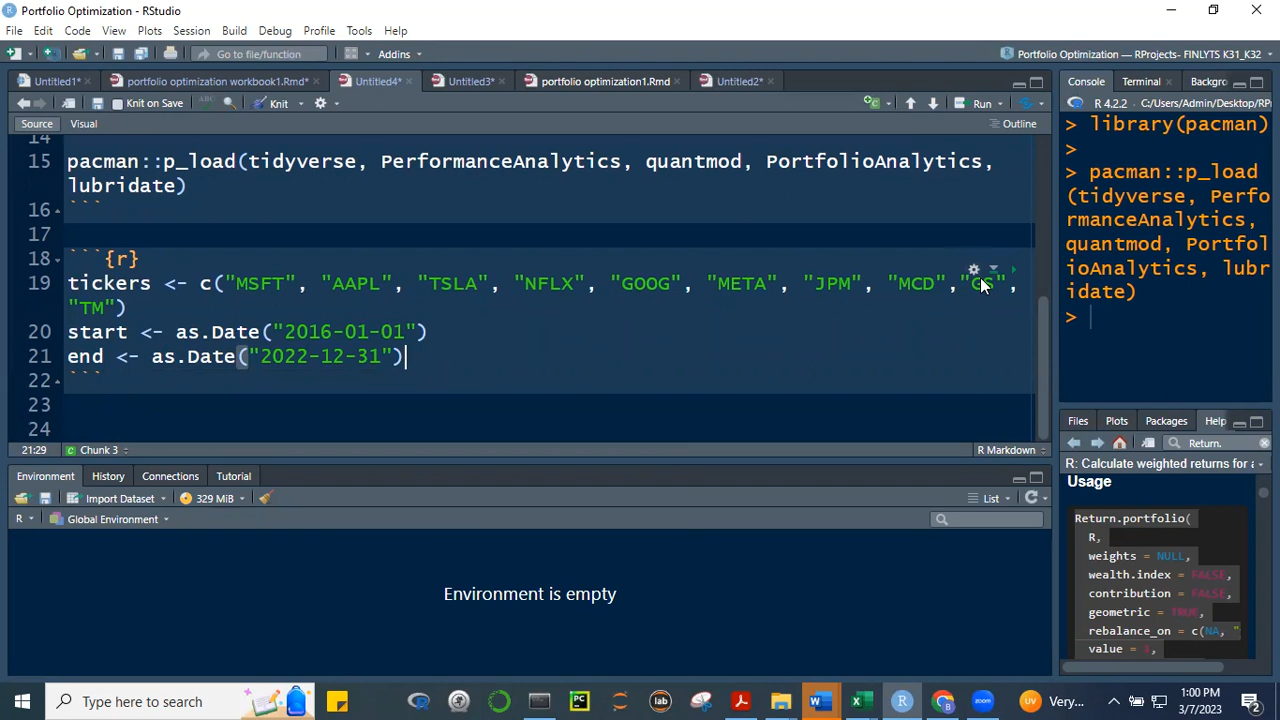 Portfolio Optimization - RStudio
File Edit Code View Plots Session Build Debug Profile Tools Help
Go to file/function Addins Portfolio Optimization — RProjects- FINLYTS K31_K32
Untitled1* portfolio optimization workbook1.Rmd* Untitled4* Untitled3* portfolio optimization1.Rmd Untitled2*
Knit on Save ABC Knit Run
Source Visual Outline
14
15 pacman::p_load(tidyverse, PerformanceAnalytics, quantmod, PortfolioAnalytics,
lubridate)
16 ```
17
18 ```{r}
19 tickers <- c("MSFT", "AAPL", "TSLA", "NFLX", "GOOG", "META", "JPM", "MCD","GS",
"TM")
20 start <- as.Date("2016-01-01")
21 end <- as.Date("2022-12-31")
22 ```
23
24
21:29 Chunk 3 R Markdown
Environment History Connections Tutorial
Import Dataset 329 MiB List
R Global Environment
Environment is empty
Console Terminal Backgro
R 4.2.2 . C:/Users/Admin/Desktop/RP
> library(pacman)
>
> pacman::p_load
(tidyverse, Perfo
rmanceAnalytics,
quantmod, Portfol
ioAnalytics, lubr
idate)
>
Files Plots Packages Help
Return.
R: Calculate weighted returns for a
Usage
Return.portfolio(
R,
weights = NULL,
wealth.index = FALSE,
contribution = FALSE,
geometric = TRUE,
rebalance_on = c(NA, "
value = 1,
Type here to search
PC
lab
UV Very...
1:00 PM
3/7/2023
2